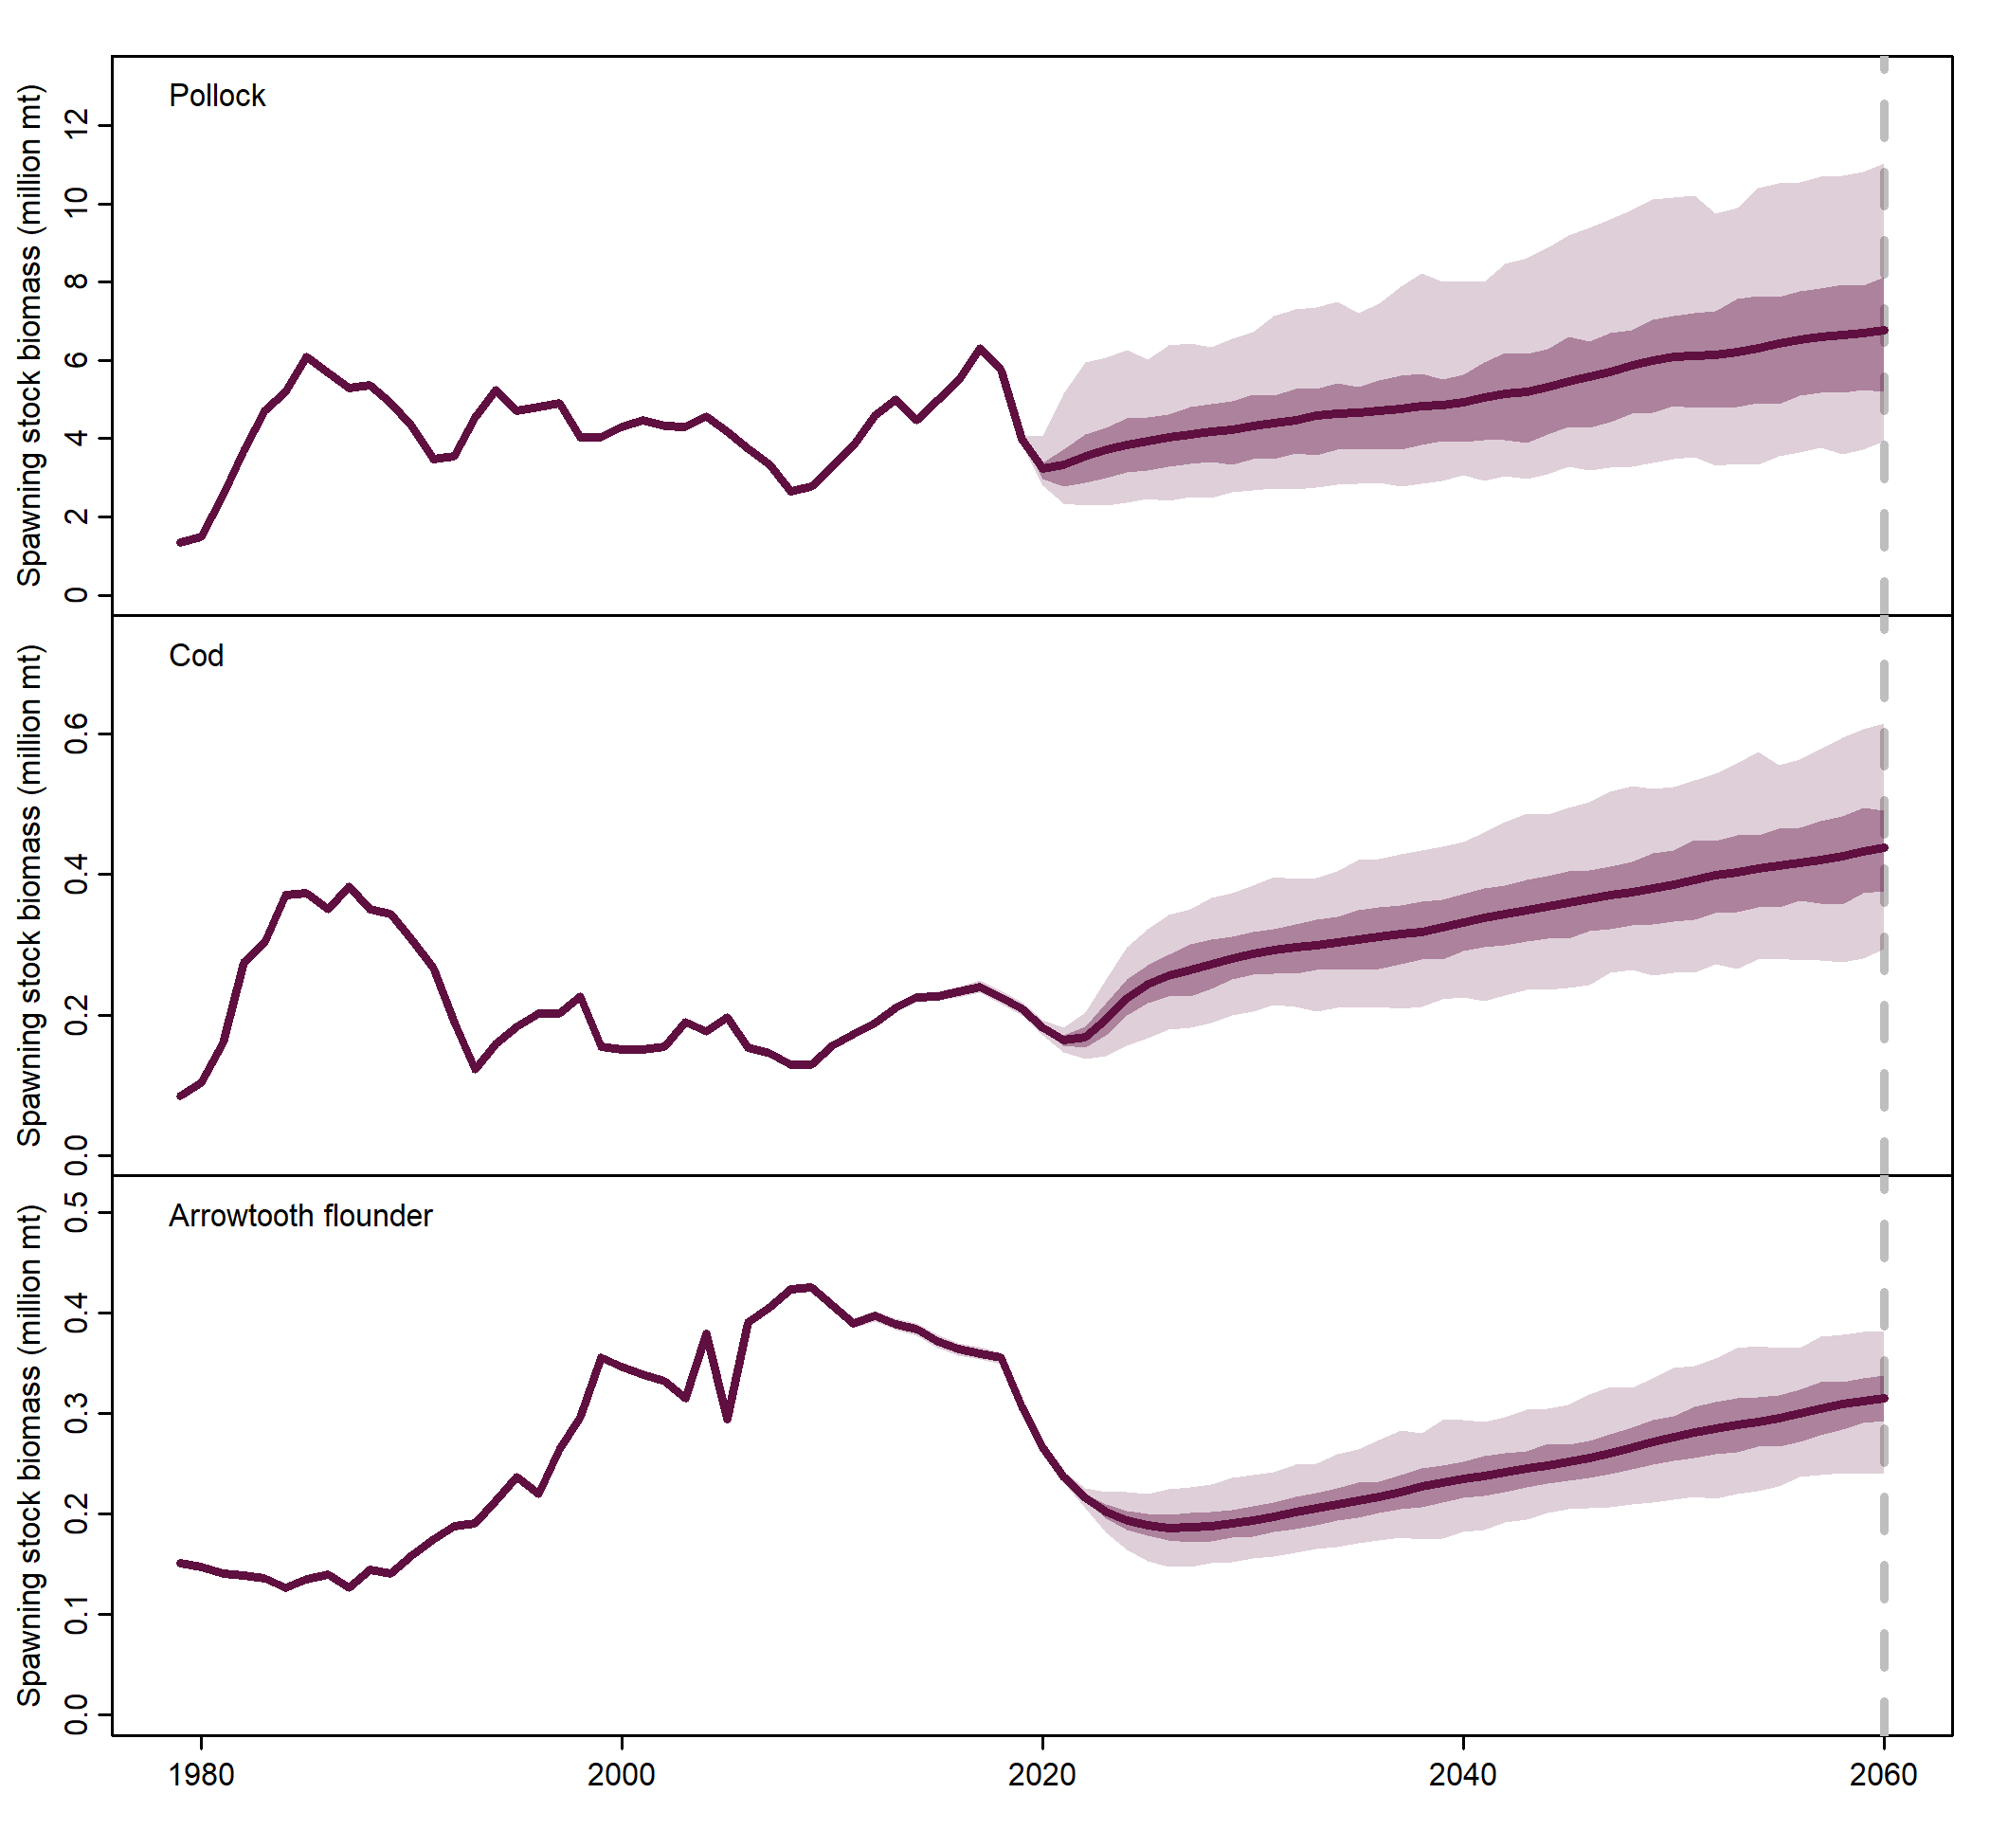 Pollock
Spawning stock biomass (million mt)
12
10
8
6
4
2
0
Cod
Spawning stock biomass (million mt)
0.6
0.4
0.2
0.0
Arrowtooth flounder
Spawning stock biomass (million mt)
0.5
0.4
0.3
0.2
0.1
0.0
1980 2000 2020 2040 2060